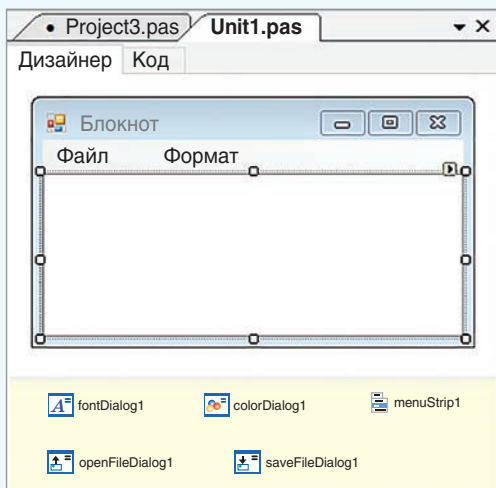 • Project3.pas Unit1.pas
Дизайнер Код
Блокнот
Файл Формат
fontDialog1 colorDialog1 menuStrip1
openFileDialog1 saveFileDialog1